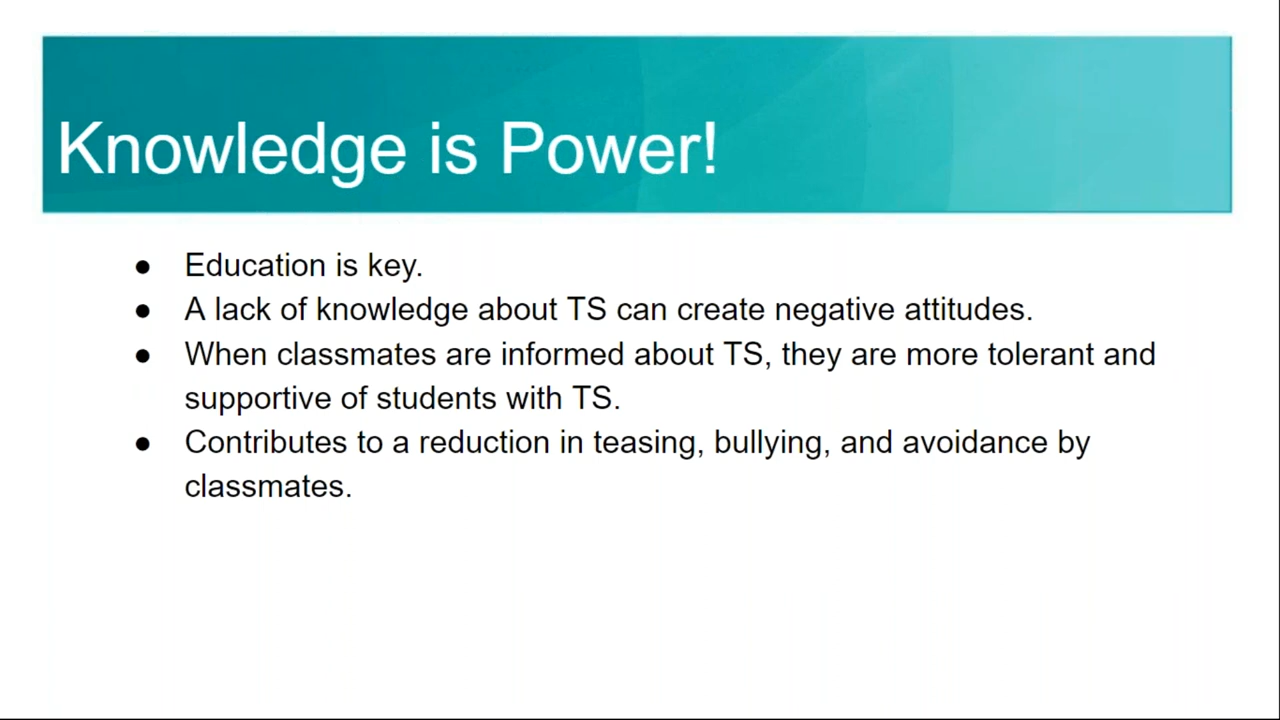 Knowledge is Power!
● Education is key.
● A lack of knowledge about TS can create negative attitudes.
● When classmates are informed about TS, they are more tolerant and
supportive of students with TS.
● Contributes to a reduction in teasing, bullying, and avoidance by
classmates.